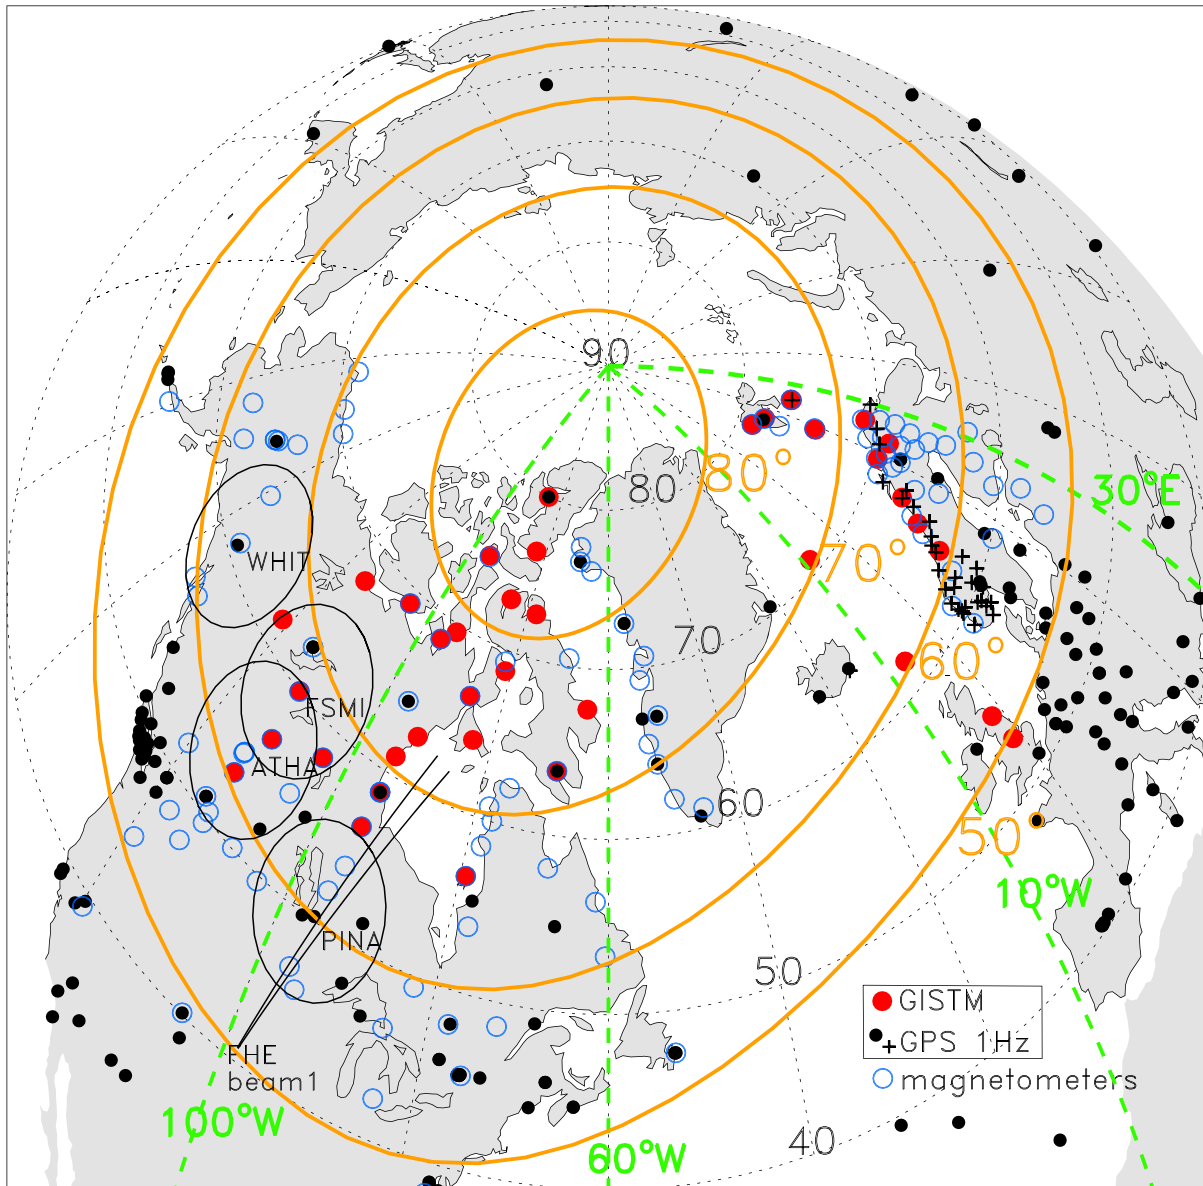 90
80°
80
30°E
WHIT
70°
70
60°
FSMI
ATHA
60
50
10°W
PINA
50
GISTM
GPS 1Hz
magnetometers
FHE
beam1
100°W
60°W
40